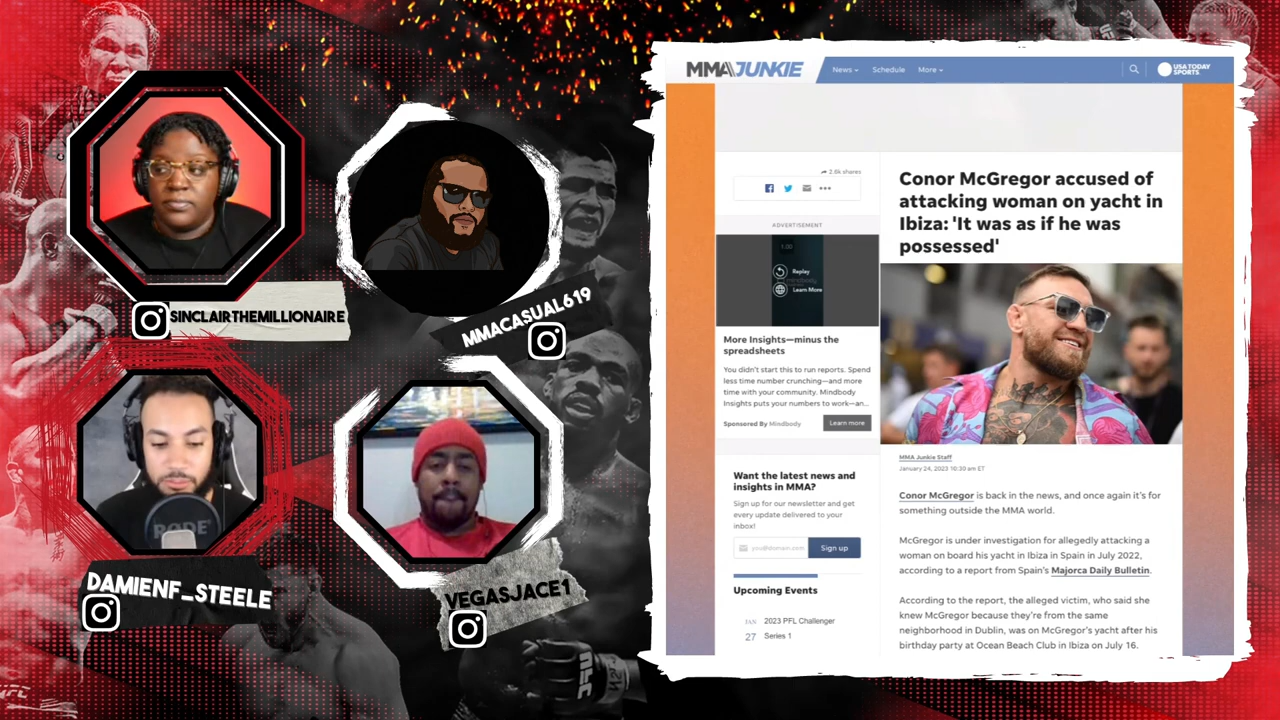 SINCLAIRTHEMILLIONAIRE
MMACASUAL619
DAMIENF_STEELE
VEGASJACE1
RØDE
UFC
MMA JUNKIE
News
Schedule
More
USA TODAY
SPORTS
2.6k shares
ADVERTISEMENT
1:00
Replay
Learn More
More Insights—minus the
spreadsheets
You didn't start this to run reports. Spend
less time number crunching—and more
time with your community. Mindbody
Insights puts your numbers to work—an...
Sponsored By Mindbody
Learn more
Want the latest news and
insights in MMA?
Sign up for our newsletter and get
every update delivered to your
inbox!
you@domain.com
Sign up
Upcoming Events
JAN
27
2023 PFL Challenger
Series 1
Conor McGregor accused of
attacking woman on yacht in
Ibiza: 'It was as if he was
possessed'
MMA Junkie Staff
January 24, 2023 10:30 am ET
Conor McGregor is back in the news, and once again it's for
something outside the MMA world.
McGregor is under investigation for allegedly attacking a
woman on board his yacht in Ibiza in Spain in July 2022,
according to a report from Spain's Majorca Daily Bulletin.
According to the report, the alleged victim, who said she
knew McGregor because they're from the same
neighborhood in Dublin, was on McGregor's yacht after his
birthday party at Ocean Beach Club in Ibiza on July 16.